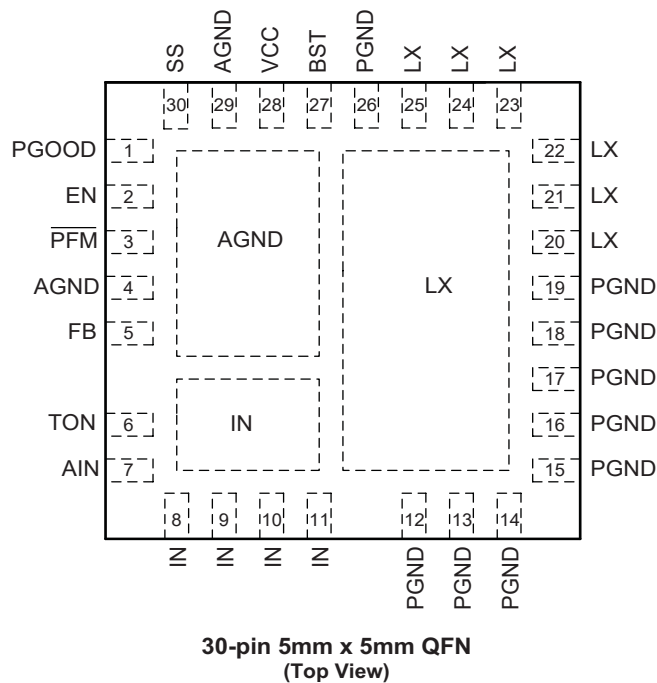 SS AGND VCC BST PGND LX LX LX
30 29 28 27 26 25 24 23
PGOOD 1 22 LX
EN 2 21 LX
PFM 3 20 LX
AGND 4 19 PGND
FB 5 18 PGND
17 PGND
TON 6 16 PGND
AIN 7 15 PGND
AGND
LX
IN
8 9 10 11 12 13 14
IN IN IN IN PGND PGND PGND
30-pin 5mm x 5mm QFN
(Top View)